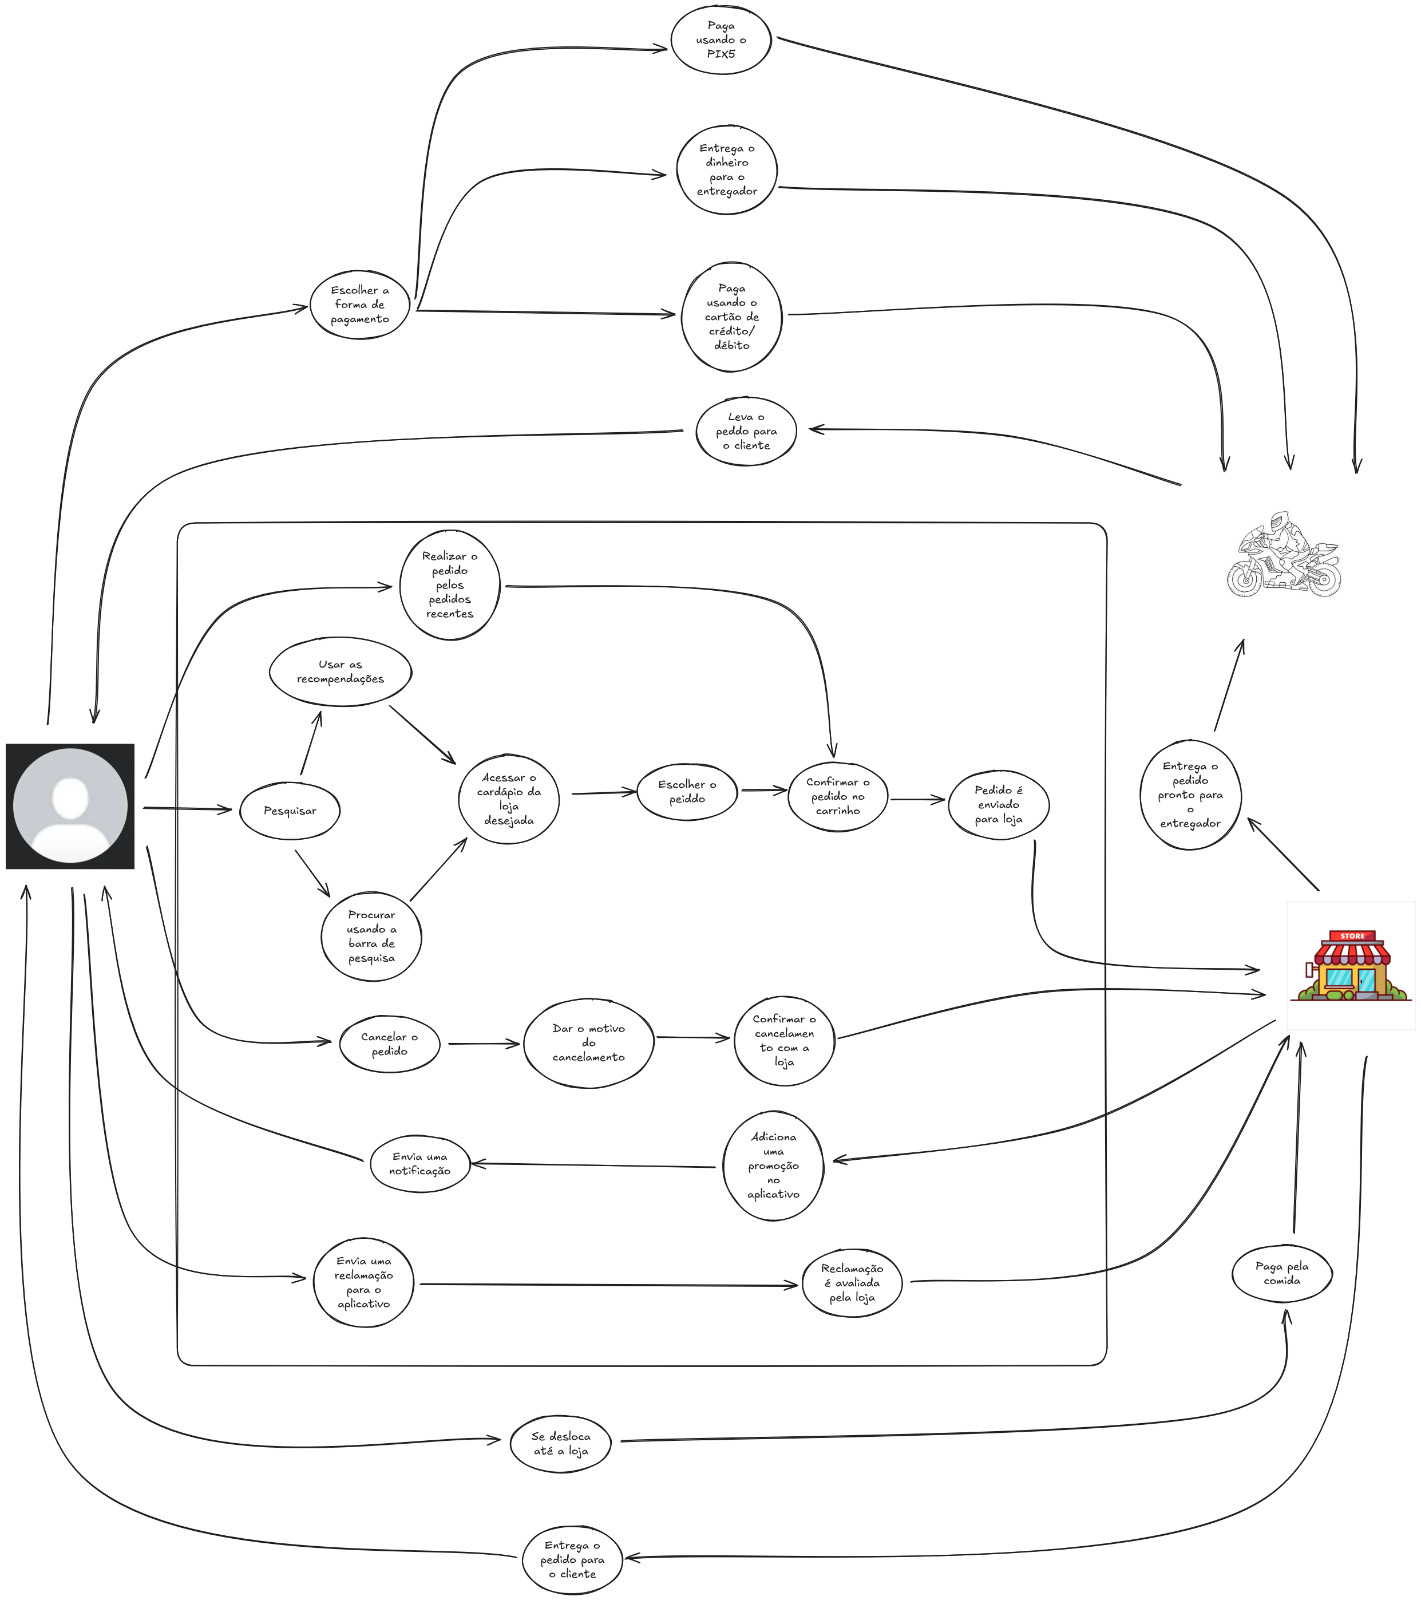 Paga
usando o
PIX5
Entrega o
dinheiro
para o
entregador
Escolher a
forma de
pagamento
Paga
usando o
cartão de
crédito/
débito
Leva o
peddo para
o cliente
Realizar o
pedido
pelos
pedidos
recentes
Usar as
recompendações
Pesquisar
Acessar o
cardápio da
loja
desejada
Escolher o
peiddo
Confirmar o
pedido no
carrinho
Pedido é
enviado
para loja
Entrega o
pedido
pronto para
o
entregador
Procurar
usando a
barra de
pesquisa
STORE
Cancelar o
pedido
Dar o motivo
do
cancelamento
Confirmar o
cancelamen
to com a
loja
Envia uma
notificação
Adiciona
uma
promoção
no
aplicativo
Envia uma
reclamação
para o
aplicativo
Reclamação
é avaliada
pela loja
Paga pela
comida
Se desloca
até a loja
Entrega o
pedido para
o cliente